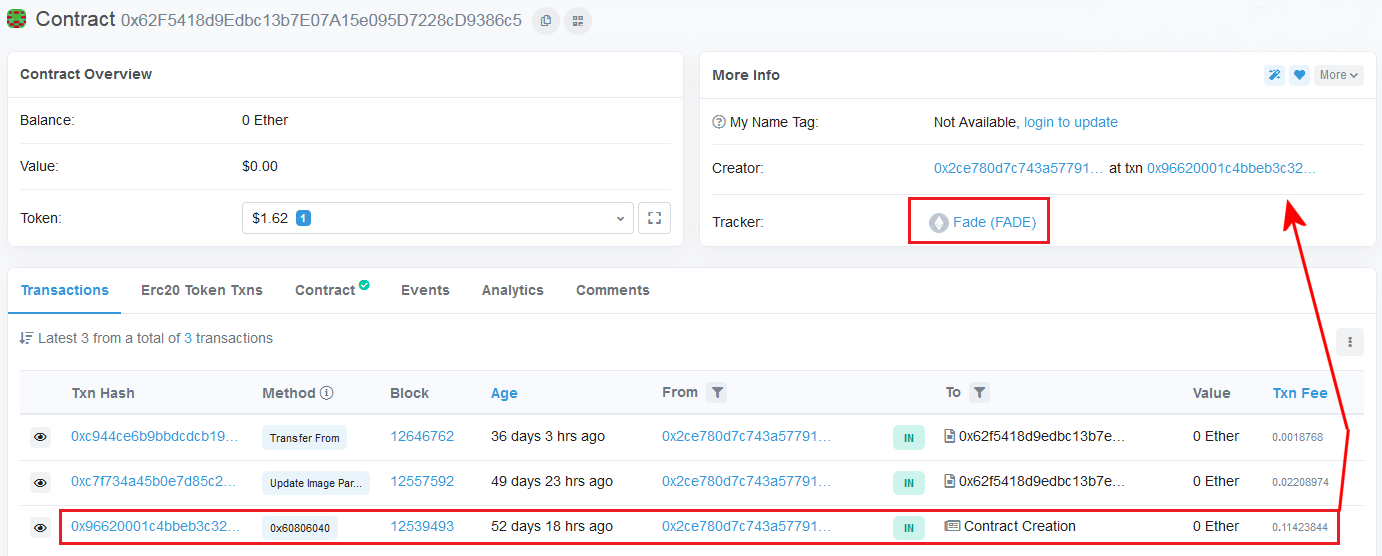 Contract 0x62F5418d9Edbc13b7E07A15e095D7228cD9386c5
Contract Overview
Balance: 0 Ether
Value: $0.00
Token: $1.62 1
More Info
More
My Name Tag: Not Available, login to update
Creator: 0x2ce780d7c743a57791... at txn 0x96620001c4bbeb3c32...
Tracker: Fade (FADE)
Transactions Erc20 Token Txns Contract Events Analytics Comments
Latest 3 from a total of 3 transactions
Txn Hash Method Block Age From To Value Txn Fee
0xc944ce6b9bbdcdcb19... Transfer From 12646762 36 days 3 hrs ago 0x2ce780d7c743a57791... IN 0x62f5418d9edbc13b7e... 0 Ether 0.0018768
0xc7f734a45b0e7d85c2... Update Image Par... 12557592 49 days 23 hrs ago 0x2ce780d7c743a57791... IN 0x62f5418d9edbc13b7e... 0 Ether 0.02208974
0x96620001c4bbeb3c32... 0x60806040 12539493 52 days 18 hrs ago 0x2ce780d7c743a57791... IN Contract Creation 0 Ether 0.11423844